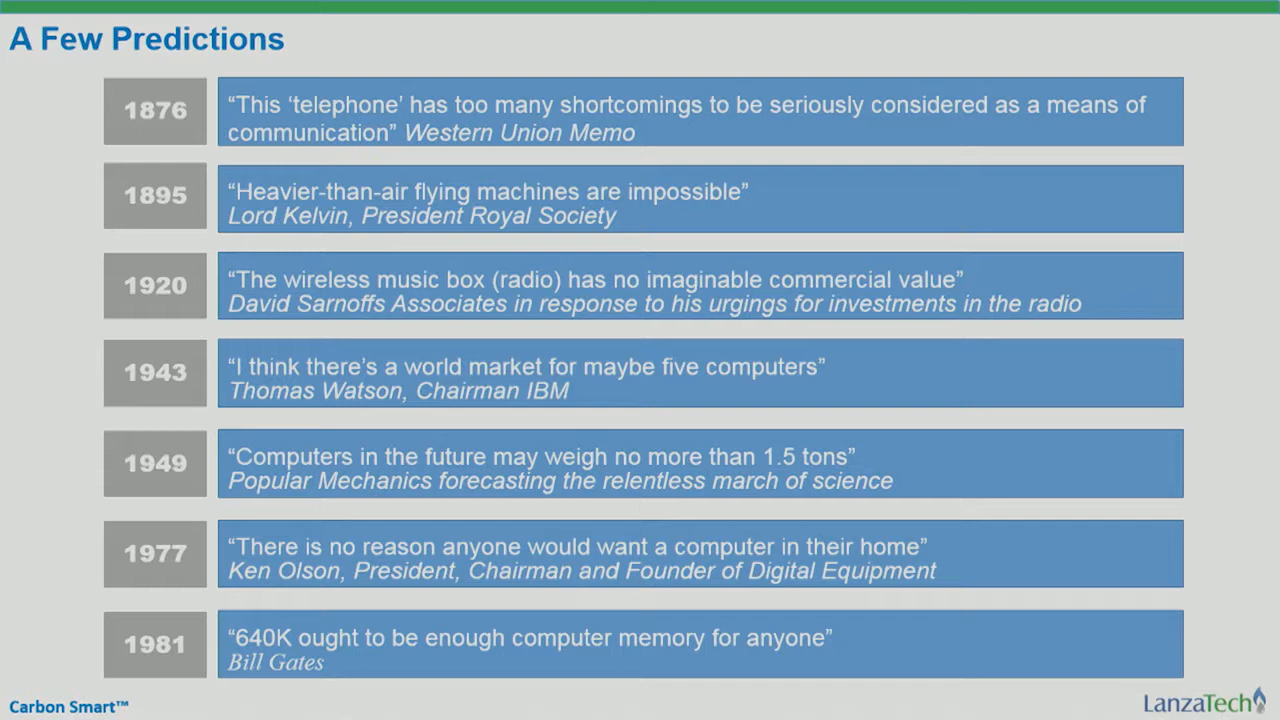 A Few Predictions
1876
“This ‘telephone’ has too many shortcomings to be seriously considered as a means of
communication” Western Union Memo
1895
“Heavier-than-air flying machines are impossible”
Lord Kelvin, President Royal Society
1920
“The wireless music box (radio) has no imaginable commercial value”
David Sarnoffs Associates in response to his urgings for investments in the radio
1943
“I think there’s a world market for maybe five computers”
Thomas Watson, Chairman IBM
1949
“Computers in the future may weigh no more than 1.5 tons”
Popular Mechanics forecasting the relentless march of science
1977
“There is no reason anyone would want a computer in their home”
Ken Olson, President, Chairman and Founder of Digital Equipment
1981
“640K ought to be enough computer memory for anyone”
Bill Gates
Carbon Smart™
LanzaTech